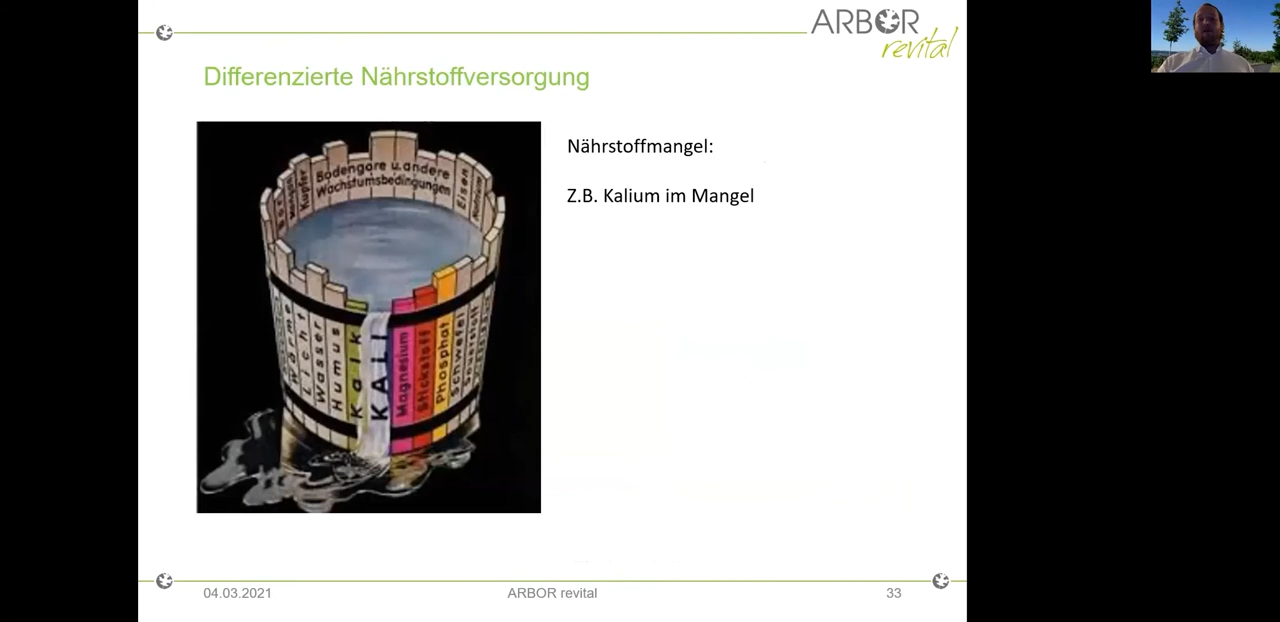 ARBOR
revital
Differenzierte Nährstoffversorgung
Bodengare u. andere
Wachstumsbedingungen
Kupfer
Eisen
Wärme
Licht
Wasser
Humus
Kalk
KALI
Magnesium
Stickstoff
Phosphat
Schwefel
Sauerstoff
Nährstoffmangel:
Z.B. Kalium im Mangel
04.03.2021
ARBOR revital
33